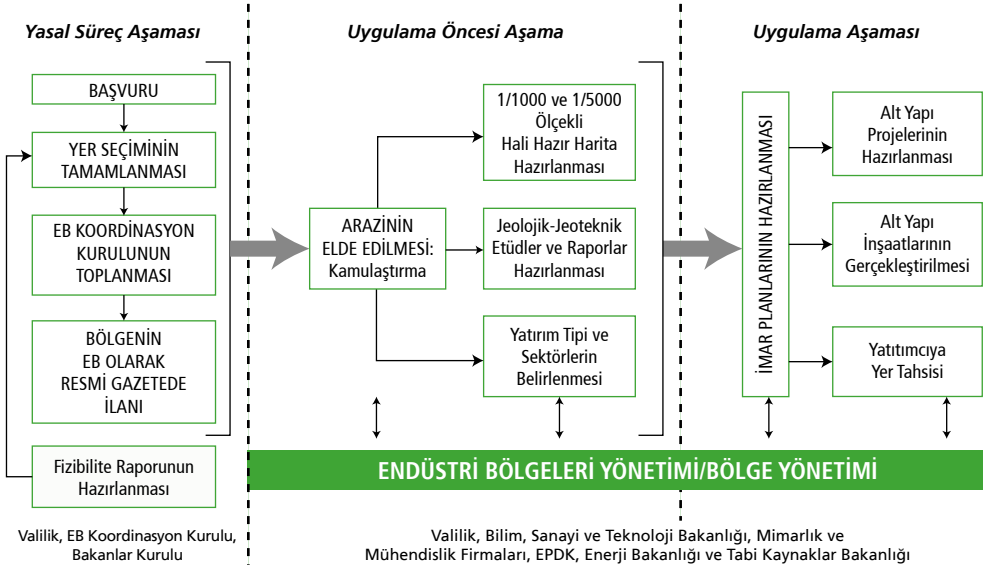 Yasal Süreç Aşaması
BAŞVURU
YER SEÇİMİNİN
TAMAMLANMASI
EB KOORDİNASYON
KURULUNUN
TOPLANMASI
BÖLGENİN
EB OLARAK
RESMİ GAZETEDE
İLANI
Fizibilite Raporunun
Hazırlanması
Valilik, EB Koordinasyon Kurulu,
Bakanlar Kurulu
Uygulama Öncesi Aşama
ARAZİNİN
ELDE EDİLMESİ:
Kamulaştırma
1/1000 ve 1/5000
Ölçekli
Hali Hazır Harita
Hazırlanması
Jeolojik-Jeoteknik
Etüdler ve Raporlar
Hazırlanması
Yatırım Tipi ve
Sektörlerin
Belirlenmesi
Uygulama Aşaması
İMAR PLANLARININ HAZIRLANMASI
Alt Yapı
Projelerinin
Hazırlanması
Alt Yapı
İnşaatlarının
Gerçekleştirilmesi
Yatıtımcıya
Yer Tahsisi
ENDÜSTRİ BÖLGELERİ YÖNETİMİ/BÖLGE YÖNETİMİ
Valilik, Bilim, Sanayi ve Teknoloji Bakanlığı, Mimarlık ve
Mühendislik Firmaları, EPDK, Enerji Bakanlığı ve Tabi Kaynaklar Bakanlığı